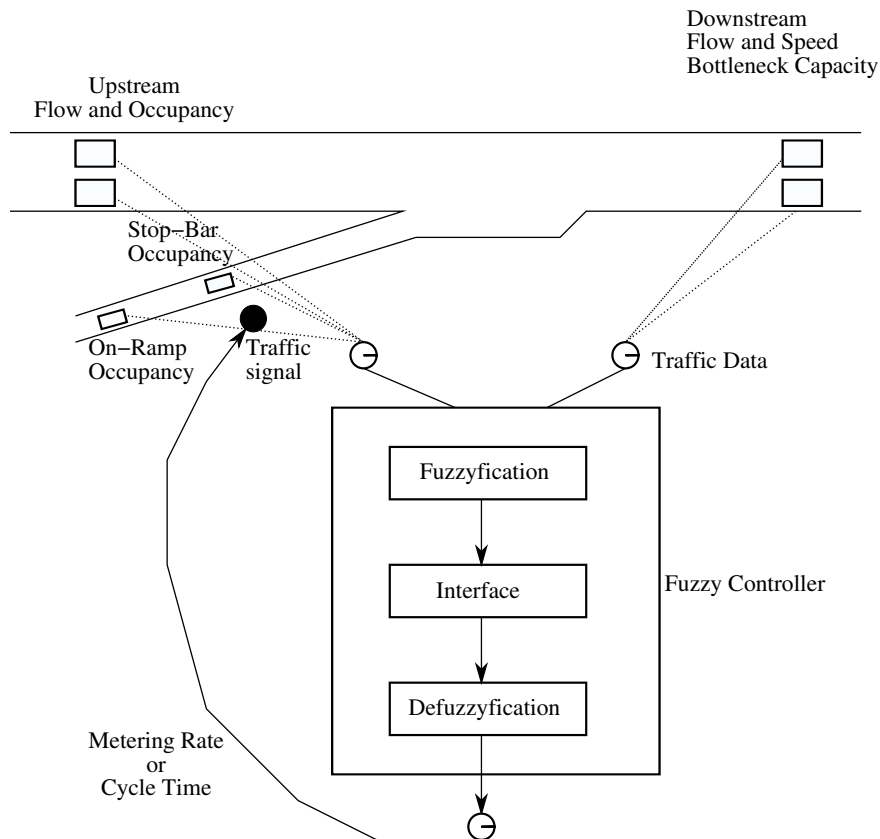 Downstream
Flow and Speed
Bottleneck Capacity
Upstream
Flow and Occupancy
Stop−Bar
Occupancy
On−Ramp
Occupancy
Traffic
signal
Traffic Data
Fuzzyfication
Interface
Fuzzy Controller
Defuzzyfication
Metering Rate
or
Cycle Time